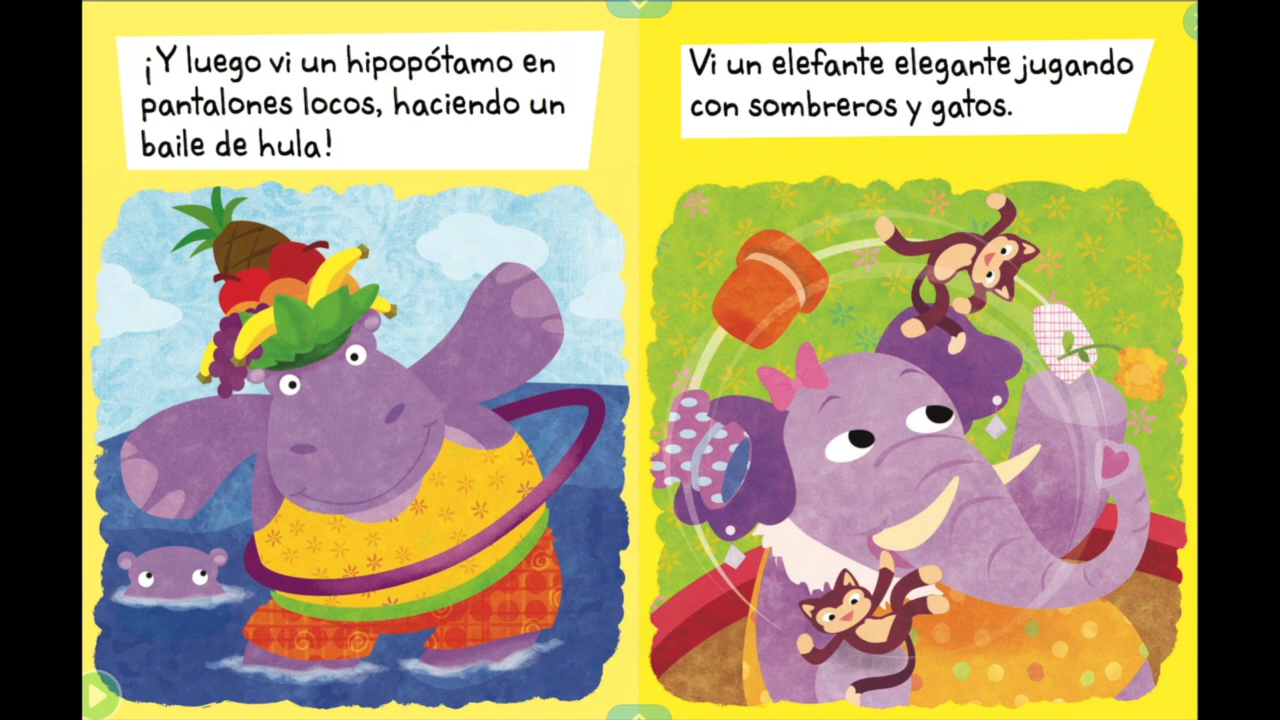 ¡Y luego vi un hipopótamo en
pantalones locos, haciendo un
baile de hula!
Vi un elefante elegante jugando
con sombreros y gatos.